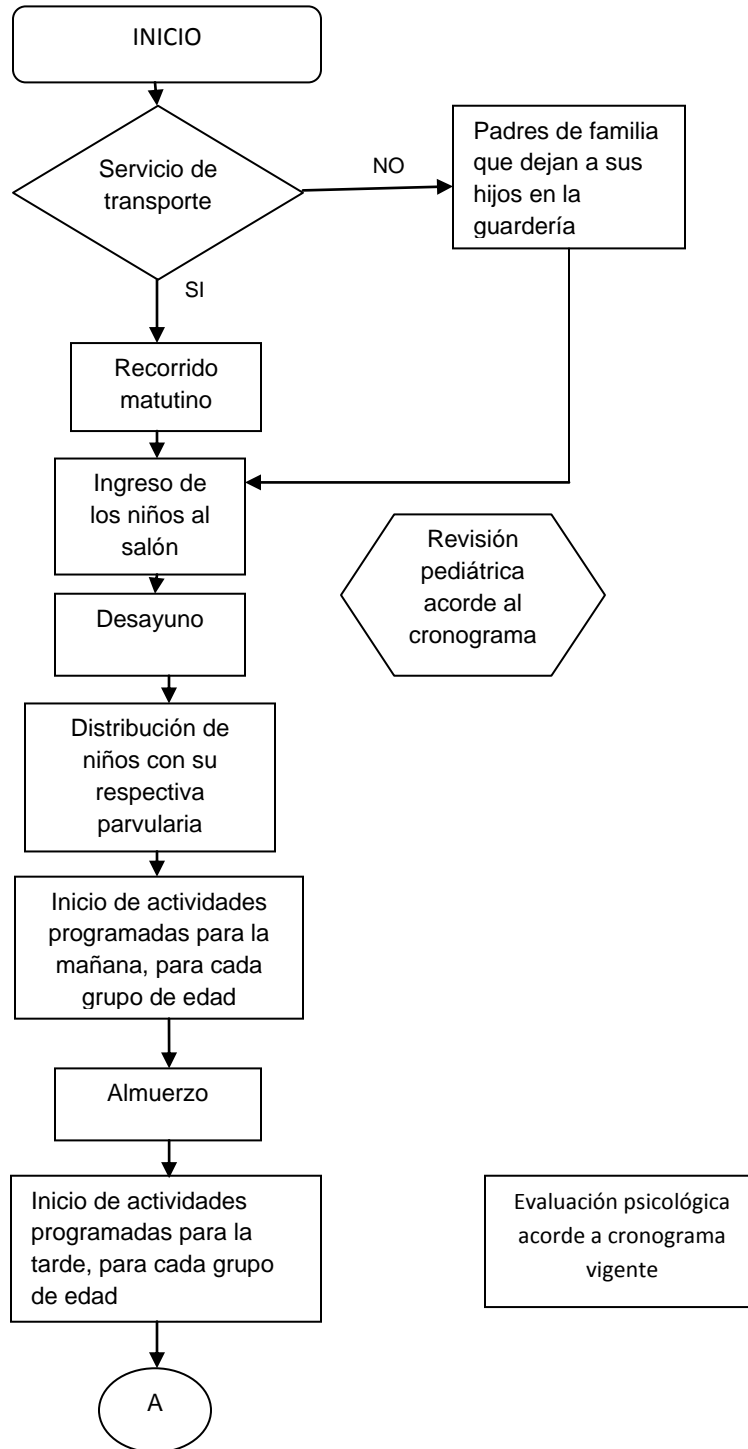 INICIO
Servicio de
transporte
NO
Padres de familia
que dejan a sus
hijos en la
guardería
SI
Recorrido
matutino
Ingreso de
los niños al
salón
Revisión
pediátrica
acorde al
cronograma
Desayuno
Distribución de
niños con su
respectiva
parvularia
Inicio de actividades
programadas para la
mañana, para cada
grupo de edad
Almuerzo
Inicio de actividades
programadas para la
tarde, para cada grupo
de edad
Evaluación psicológica
acorde a cronograma
vigente
A